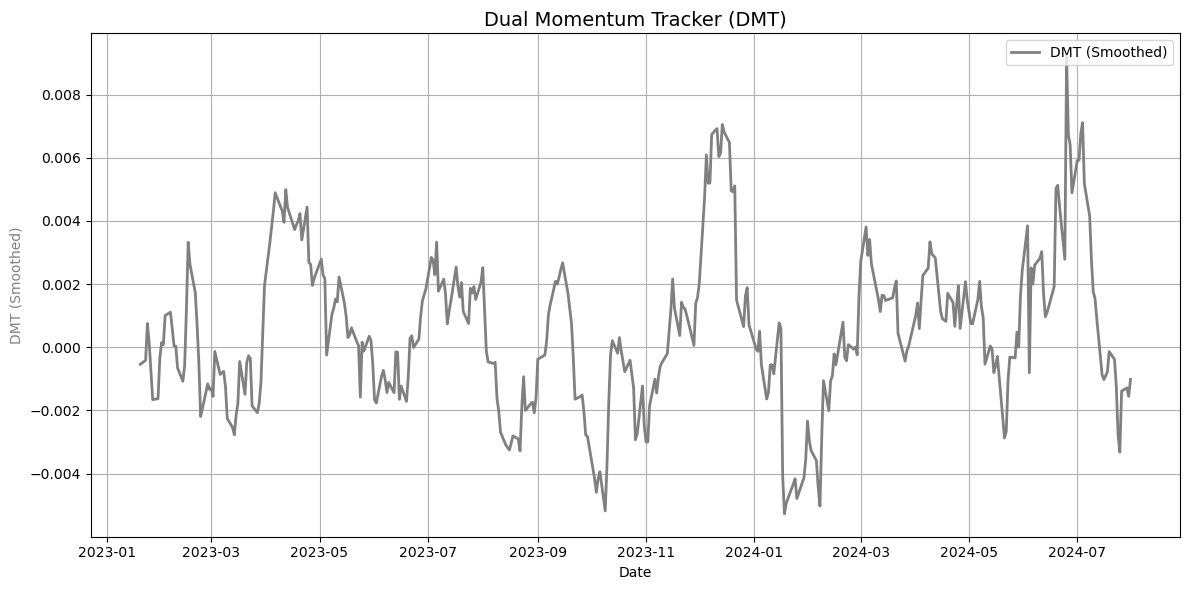 Dual Momentum Tracker (DMT)
DMT (Smoothed)
DMT (Smoothed)
0.008
0.006
0.004
0.002
0.000
−0.002
−0.004
2023-01 2023-03 2023-05 2023-07 2023-09 2023-11 2024-01 2024-03 2024-05 2024-07
Date